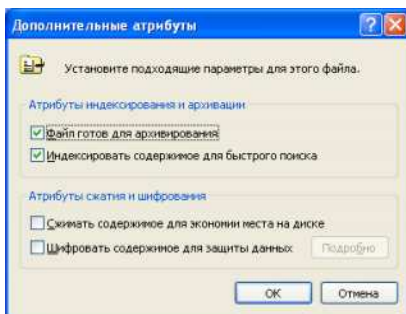 Дополнительные атрибуты
Установите подходящие параметры для этого файла.
Атрибуты индексирования и архивации
Файл готов для архивирования
Индексировать содержимое для быстрого поиска
Атрибуты сжатия и шифрования
Сжимать содержимое для экономии места на диске
Шифровать содержимое для защиты данных Подробно
ОК Отмена